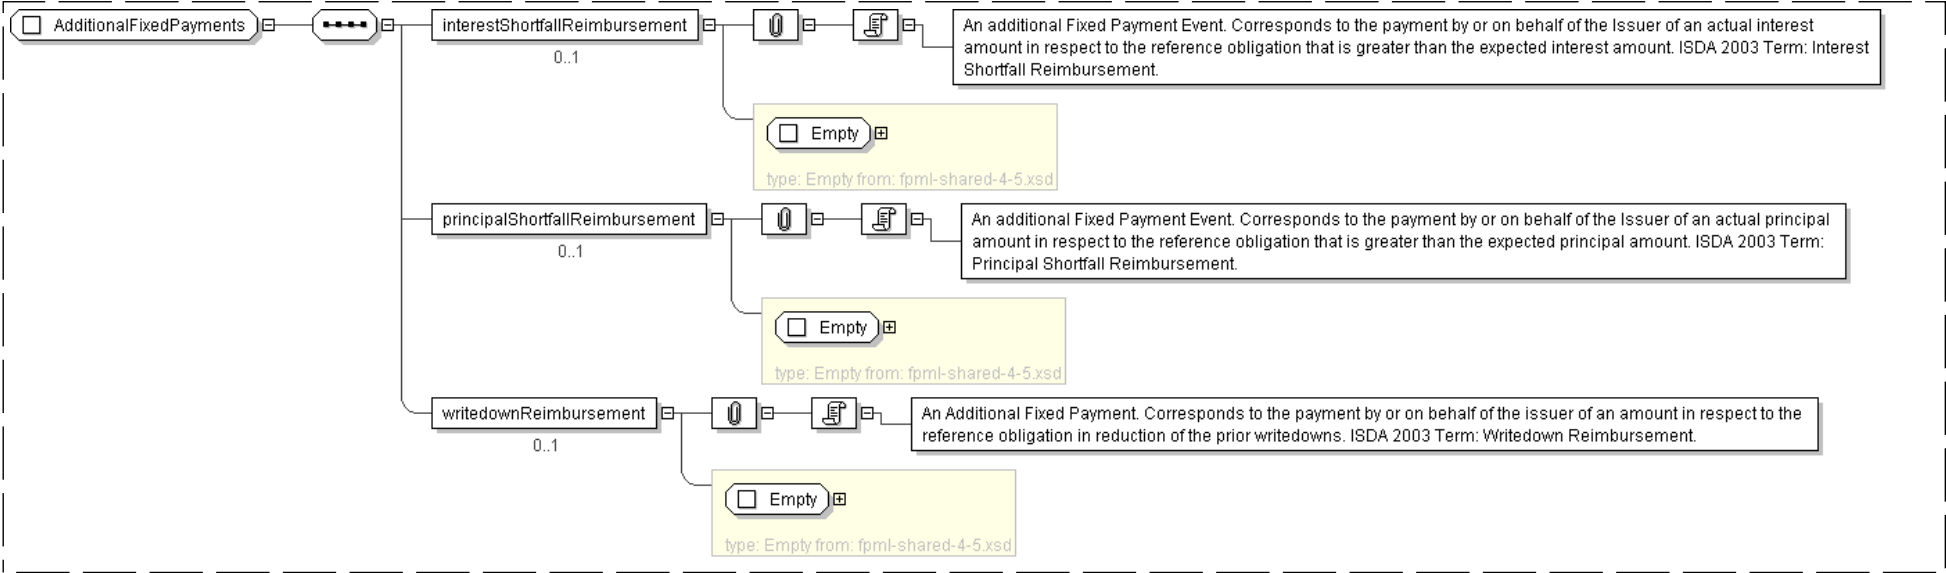 AdditionalFixedPayments
interestShortfallReimbursement
0..1
An additional Fixed Payment Event. Corresponds to the payment by or on behalf of the Issuer of an actual interest
amount in respect to the reference obligation that is greater than the expected interest amount. ISDA 2003 Term: Interest
Shortfall Reimbursement.
Empty
type: Empty from: fpml-shared-4-5.xsd
principalShortfallReimbursement
0..1
An additional Fixed Payment Event. Corresponds to the payment by or on behalf of the Issuer of an actual principal
amount in respect to the reference obligation that is greater than the expected principal amount. ISDA 2003 Term:
Principal Shortfall Reimbursement.
Empty
type: Empty from: fpml-shared-4-5.xsd
writedownReimbursement
0..1
An Additional Fixed Payment. Corresponds to the payment by or on behalf of the issuer of an amount in respect to the
reference obligation in reduction of the prior writedowns. ISDA 2003 Term: Writedown Reimbursement.
Empty
type: Empty from: fpml-shared-4-5.xsd